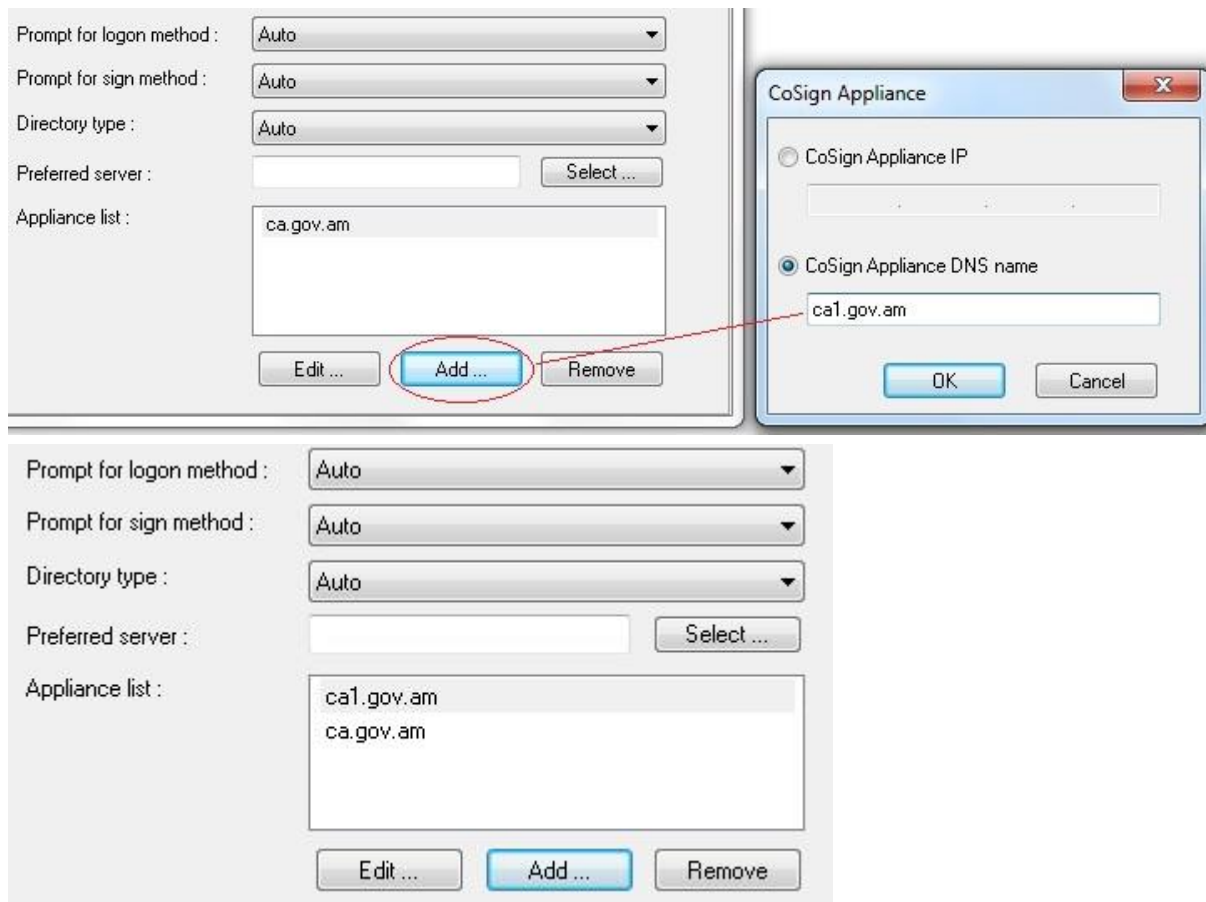 Prompt for logon method : Auto
Prompt for sign method : Auto
Directory type : Auto
Preferred server : Select ...
Appliance list : ca.gov.am
Edit ... Add ... Remove
CoSign Appliance
CoSign Appliance IP
. . .
CoSign Appliance DNS name
ca1.gov.am
OK Cancel
Prompt for logon method : Auto
Prompt for sign method : Auto
Directory type : Auto
Preferred server : Select ...
Appliance list : ca1.gov.am
ca.gov.am
Edit ... Add ... Remove